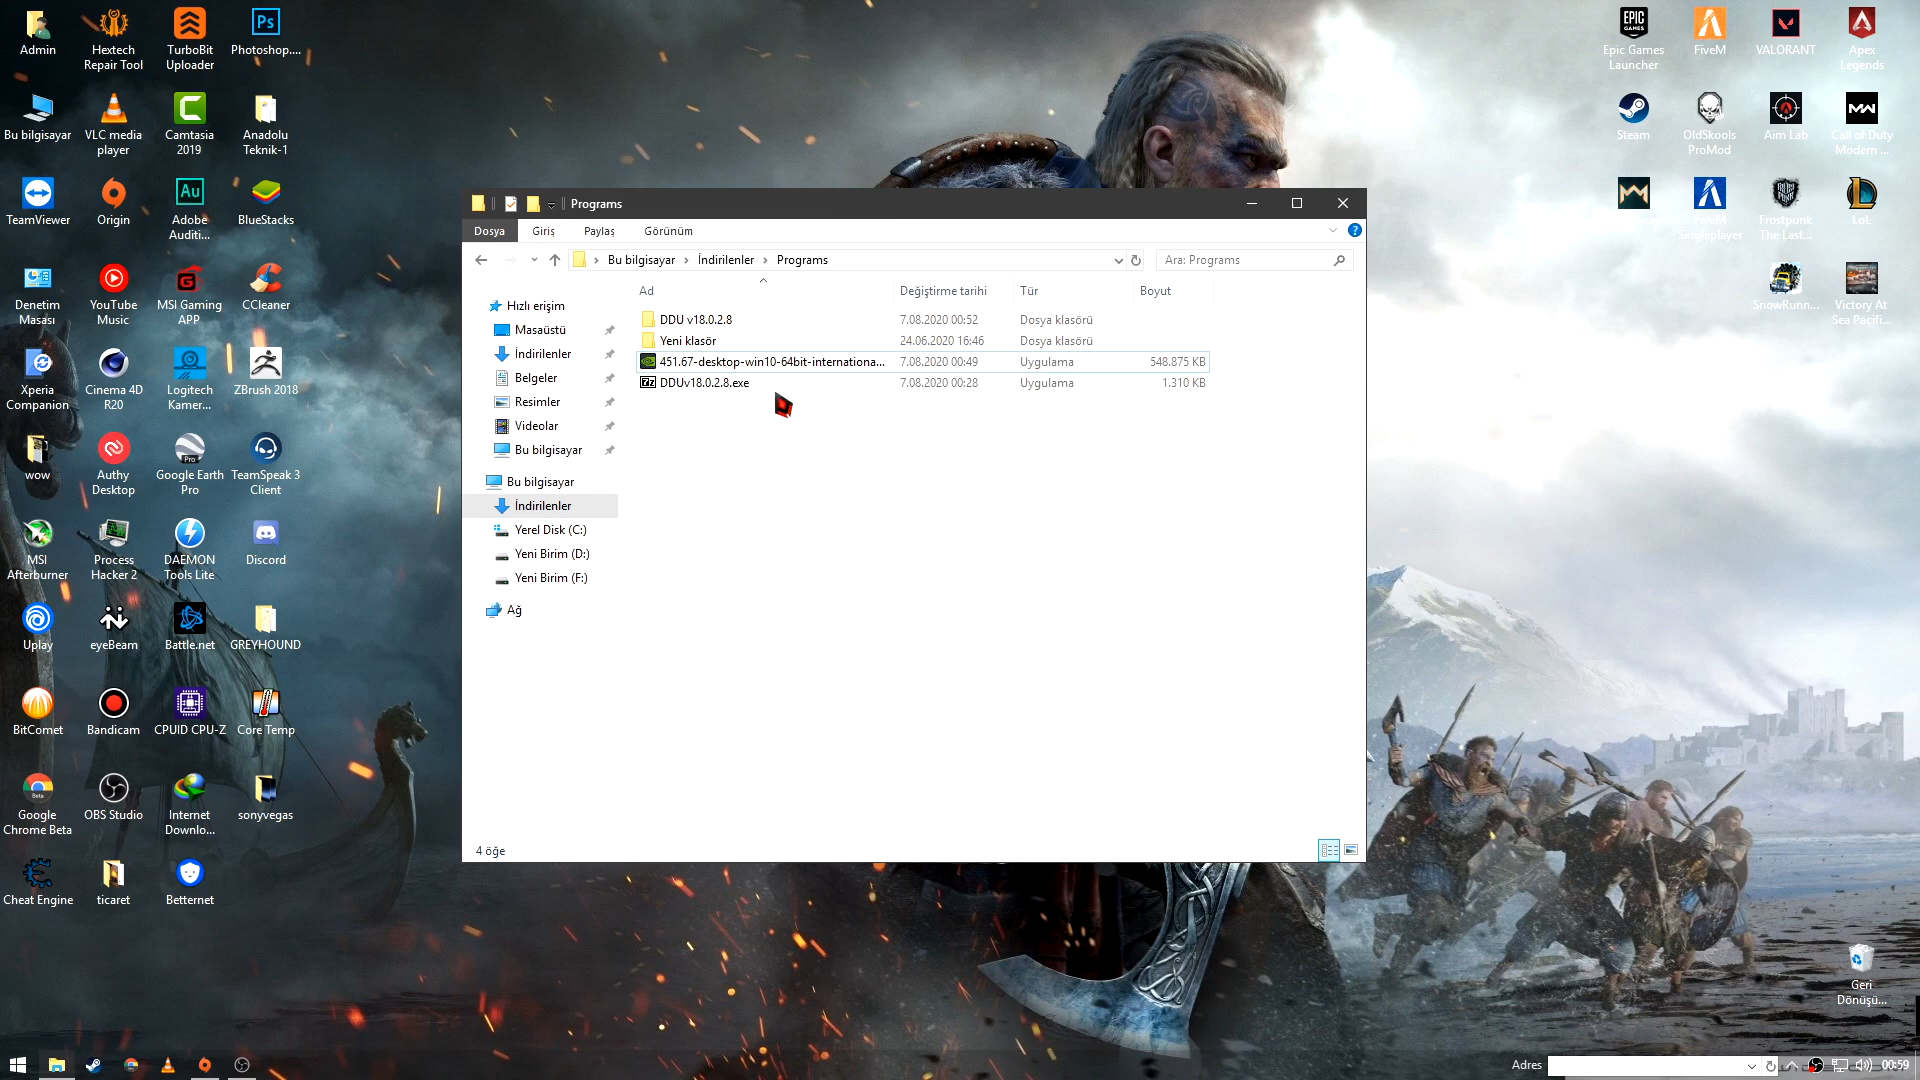 Admin
Hextech
Repair Tool
TurboBit
Uploader
Ps
Photoshop....
Bu bilgisayar
VLC media
player
Camtasia
2019
Anadolu
Teknik-1
TeamViewer
Origin
Au
Adobe
Auditi...
BlueStacks
Denetim
Masası
YouTube
Music
MSI Gaming
APP
CCleaner
Xperia
Companion
Cinema 4D
R20
Logitech
Kamer...
ZBrush 2018
wow
Authy
Desktop
Pro
Google Earth
Pro
TeamSpeak 3
Client
MSI
Afterburner
Process
Hacker 2
DAEMON
Tools Lite
Discord
Uplay
eyeBeam
Battle.net
GREYHOUND
BitComet
Bandicam
CPUID CPU-Z
Core Temp
Beta
Google
Chrome Beta
OBS Studio
Internet
Downlo...
sonyvegas
Cheat Engine
ticaret
Betternet
EPIC
GAMES
Epic Games
Launcher
FiveM
VALORANT
Apex
Legends
Steam
OldSkools
ProMod
Aim Lab
Call of Duty
Modern ...
FiveM
Singleplayer
Frostpunk
The Last...
LoL
SnowRunn...
Victory At
Sea Pacifi...
Geri
Dönüşü...
Programs
Dosya
Giriş
Paylaş
Görünüm
Bu bilgisayar
İndirilenler
Programs
Ara: Programs
Ad
Değiştirme tarihi
Tür
Boyut
DDU v18.0.2.8
7.08.2020 00:52
Dosya klasörü
Yeni klasör
24.06.2020 16:46
Dosya klasörü
451.67-desktop-win10-64bit-internationa...
7.08.2020 00:49
Uygulama
548.875 KB
DDUv18.0.2.8.exe
7.08.2020 00:28
Uygulama
1.310 KB
Hızlı erişim
Masaüstü
İndirilenler
Belgeler
Resimler
Videolar
Bu bilgisayar
Bu bilgisayar
İndirilenler
Yerel Disk (C:)
Yeni Birim (D:)
Yeni Birim (F:)
Ağ
4 öğe
Adres
00:59